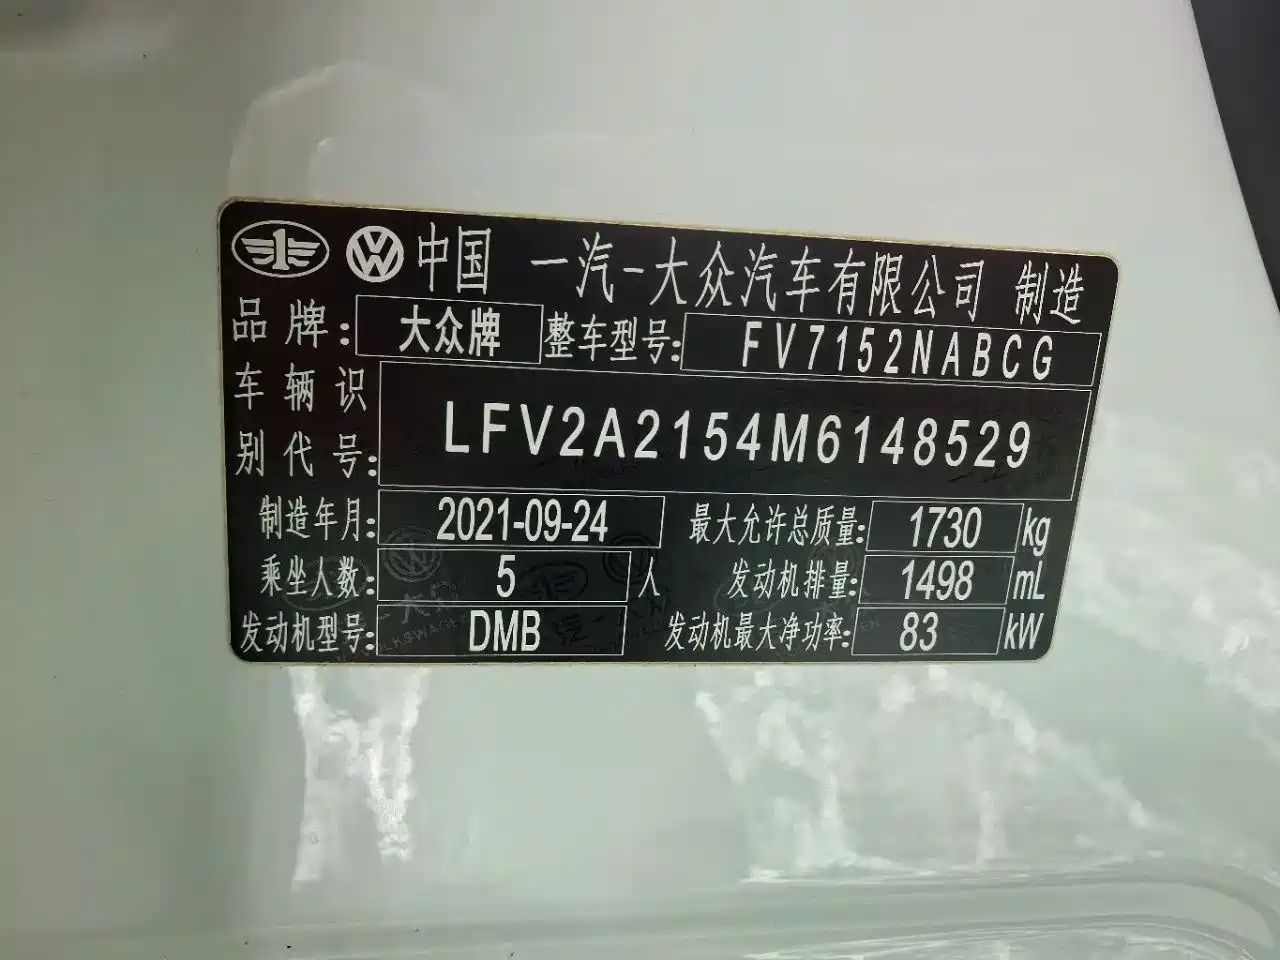 中国 一汽-大众汽车有限公司 制造
品牌: 大众牌 整车型号: FV7152NABCG
车辆识别代号: LFV2A2154M6148529
制造年月: 2021-09-24 最大允许总质量: 1730 kg
乘坐人数: 5 人 发动机排量: 1498 mL
发动机型号: DMB 发动机最大净功率: 83 kW